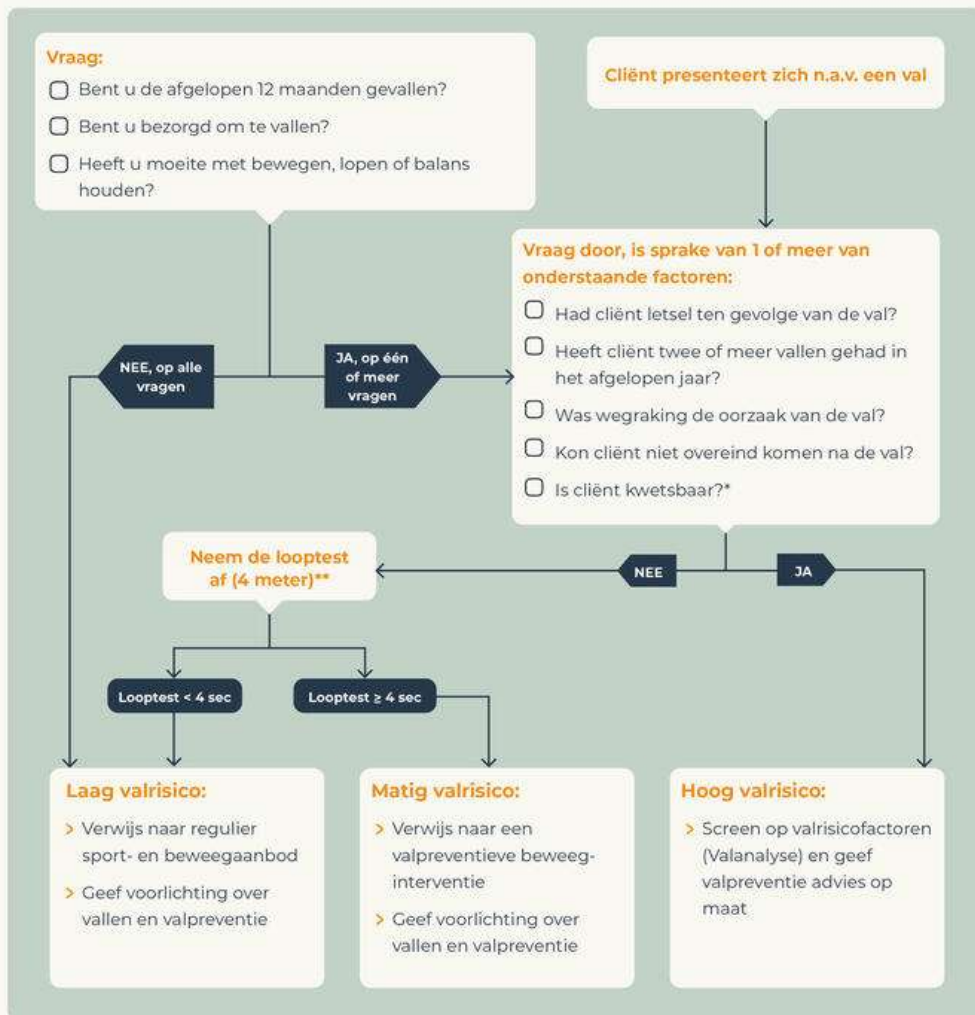 Vraag:
Bent u de afgelopen 12 maanden gevallen?
Bent u bezorgd om te vallen?
Heeft u moeite met bewegen, lopen of balans
houden?
Cliënt presenteert zich n.a.v. een val
Vraag door, is sprake van 1 of meer van
onderstaande factoren:
Had cliënt letsel ten gevolge van de val?
Heeft cliënt twee of meer vallen gehad in
het afgelopen jaar?
Was wegraking de oorzaak van de val?
Kon cliënt niet overeind komen na de val?
Is cliënt kwetsbaar?*
NEE, op alle
vragen
JA, op één
of meer
vragen
Neem de looptest
af (4 meter)**
NEE
JA
Looptest < 4 sec
Looptest ≥ 4 sec
Laag valrisico:
> Verwijs naar regulier
sport- en beweegaanbod
> Geef voorlichting over
vallen en valpreventie
Matig valrisico:
> Verwijs naar een
valpreventieve beweeg-
interventie
> Geef voorlichting over
vallen en valpreventie
Hoog valrisico:
> Screen op valrisicofactoren
(Valanalyse) en geef
valpreventie advies op
maat